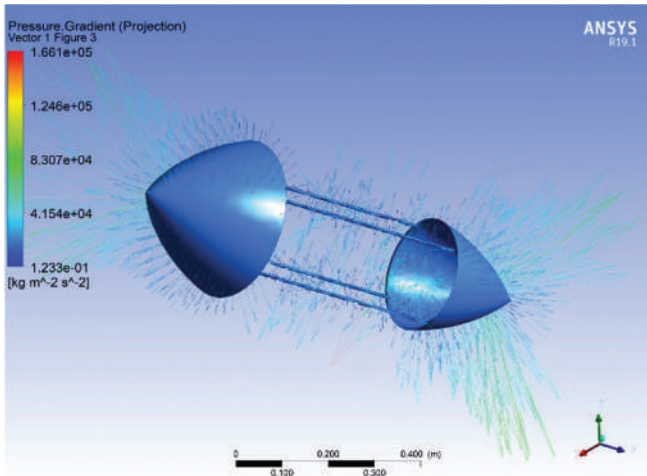 Pressure.Gradient (Projection)
Vector 1 Figure 3
1.661e+05
1.246e+05
8.307e+04
4.154e+04
1.233e-01
[kg m^-2 s^-2]
ANSYS
R19.1
0 0.200 0.400 (m)
0.100 0.300